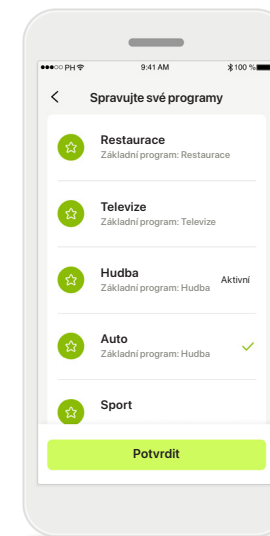 PH 9:41 AM 100 %
Spravujte své programy
Restaurace
Základní program: Restaurace
Televize
Základní program: Televize
Hudba
Základní program: Hudba
Aktivní
Auto
Základní program: Hudba
Sport
Potvrdit